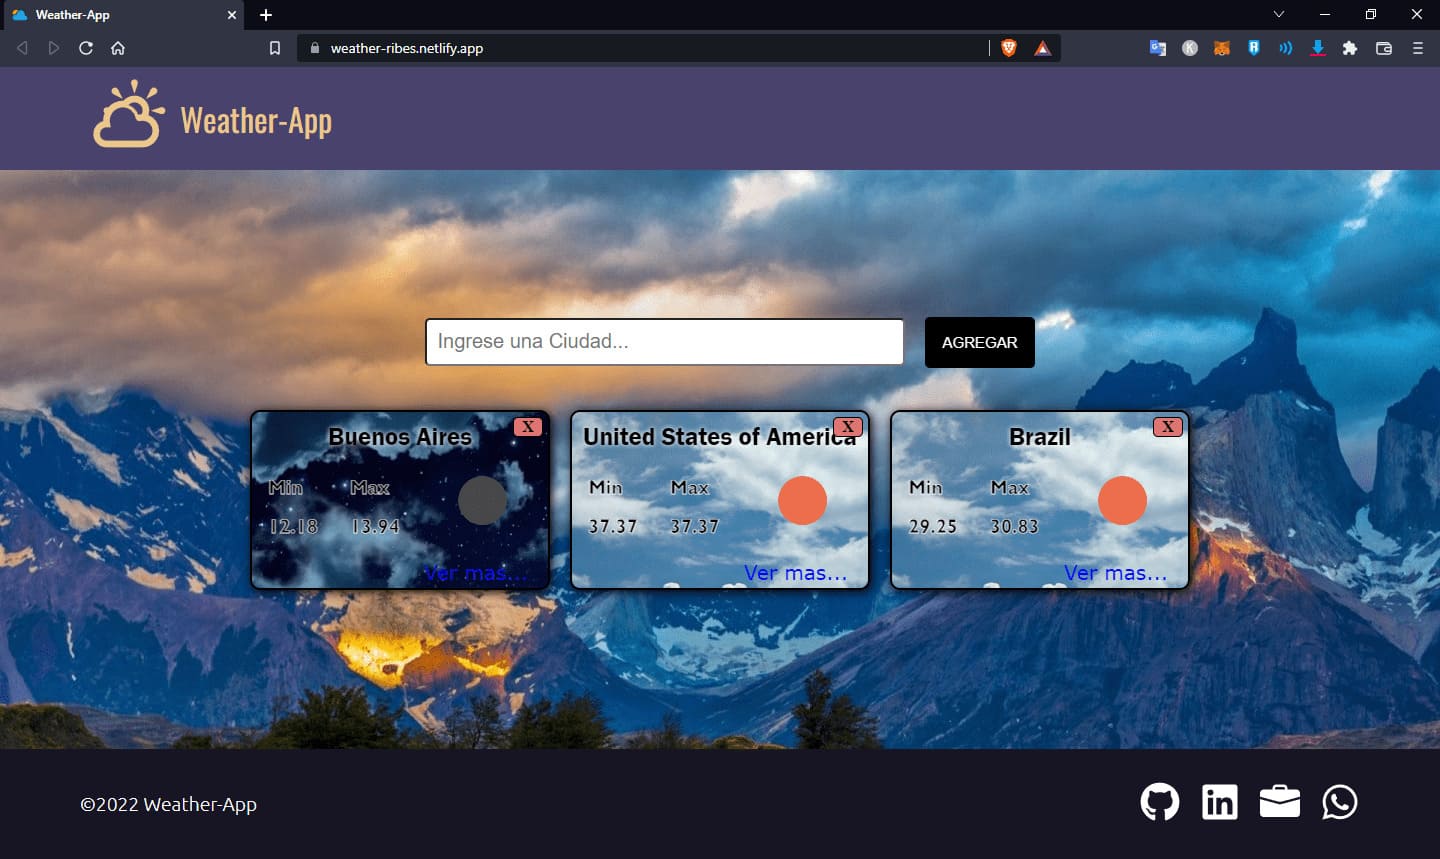 Weather-App
weather-ribes.netlify.app
Weather-App
Ingrese una Ciudad...
AGREGAR
X
Buenos Aires
Min Max
12.18 13.94
Ver mas...
X
United States of America
Min Max
37.37 37.37
Ver mas...
X
Brazil
Min Max
29.25 30.83
Ver mas...
©2022 Weather-App
in